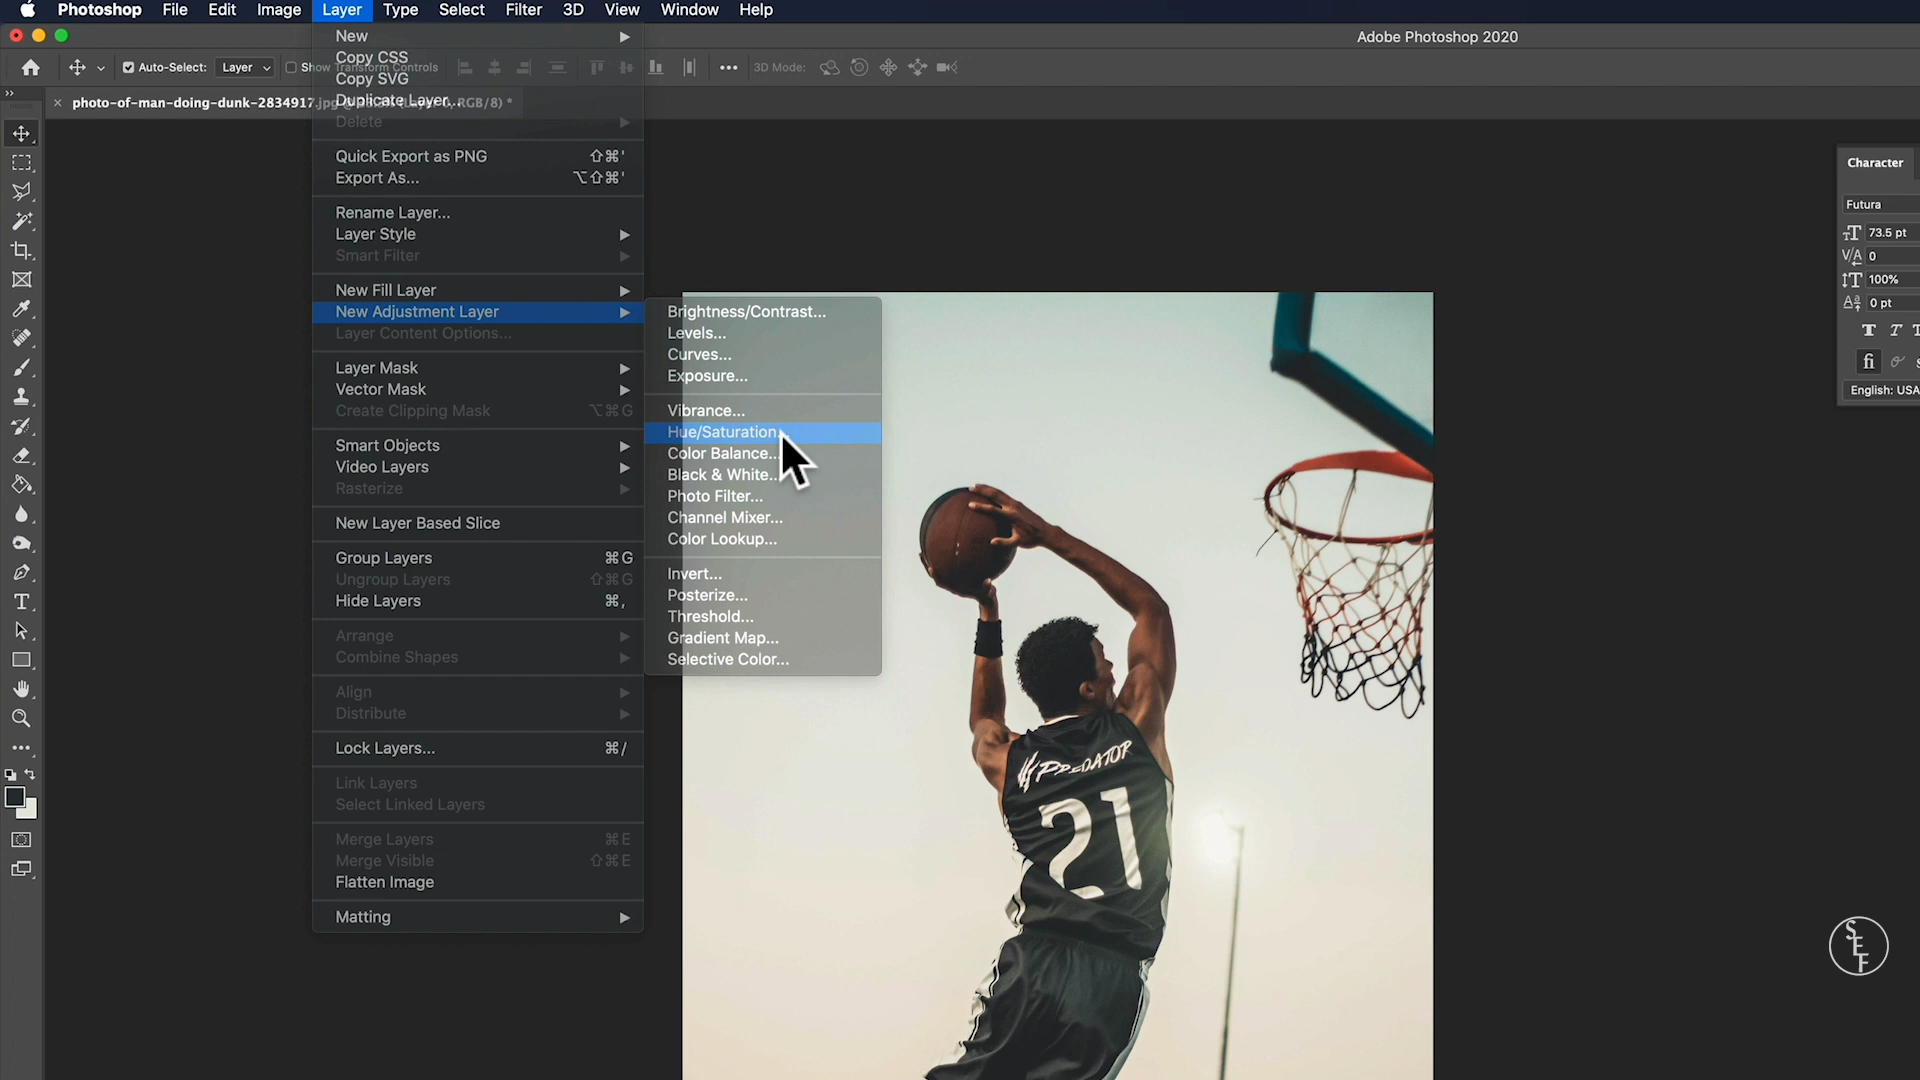 Photoshop File Edit Image Layer Type Select Filter 3D View Window Help
Adobe Photoshop 2020
Auto-Select: Layer Show Transform Controls 3D Mode:
photo-of-man-doing-dunk-2834917.jpg RGB/8) *
New
Copy CSS
Copy SVG
Duplicate Layer...
Delete
Quick Export as PNG ⇧⌘'
Export As... ⌥⇧⌘'
Rename Layer...
Layer Style
Smart Filter
New Fill Layer
New Adjustment Layer
Layer Content Options...
Layer Mask
Vector Mask
Create Clipping Mask ⌥⌘G
Smart Objects
Video Layers
Rasterize
New Layer Based Slice
Group Layers ⌘G
Ungroup Layers ⇧⌘G
Hide Layers ⌘,
Arrange
Combine Shapes
Align
Distribute
Lock Layers... ⌘/
Link Layers
Select Linked Layers
Merge Layers ⌘E
Merge Visible ⇧⌘E
Flatten Image
Matting
Brightness/Contrast...
Levels...
Curves...
Exposure...
Vibrance...
Hue/Saturation...
Color Balance...
Black & White...
Photo Filter...
Channel Mixer...
Color Lookup...
Invert...
Posterize...
Threshold...
Gradient Map...
Selective Color...
PREDATOR
21
Character
Futura
73.5 pt
0
100%
0 pt
fi
English: USA
SEF